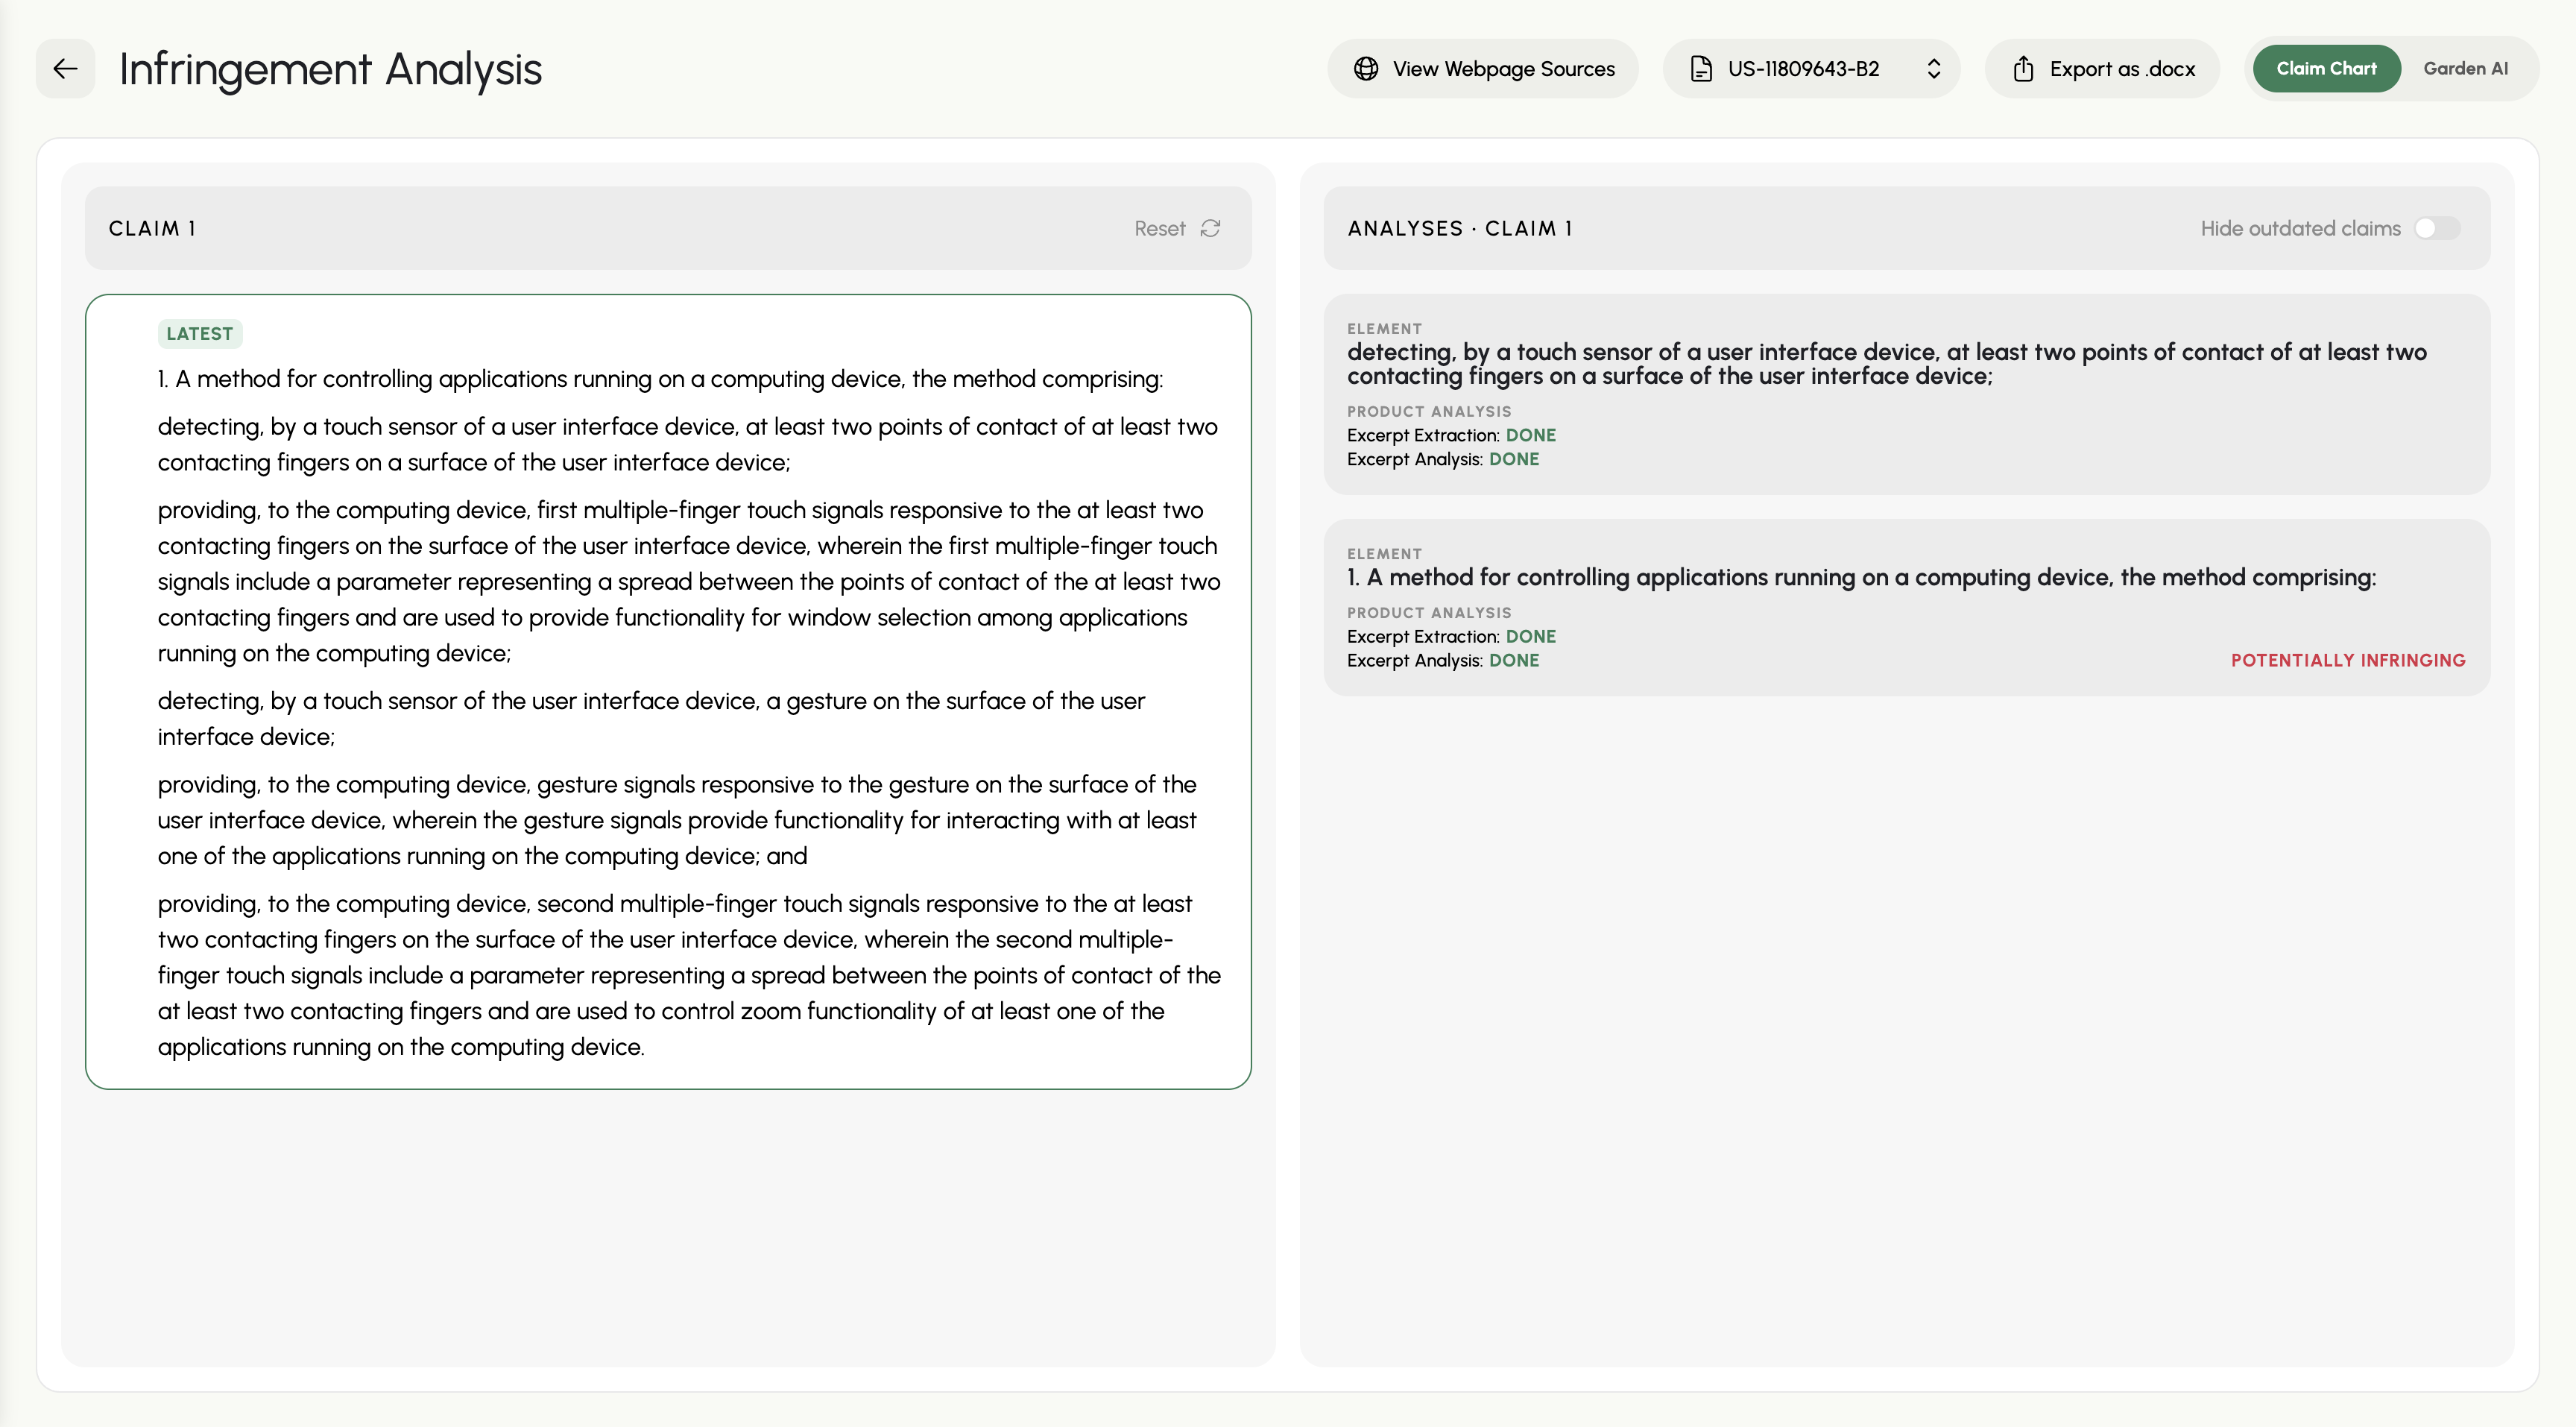 Infringement Analysis
View Webpage Sources
US-11809643-B2
Export as .docx
Claim Chart
Garden AI
CLAIM 1
Reset
LATEST
1. A method for controlling applications running on a computing device, the method comprising:
detecting, by a touch sensor of a user interface device, at least two points of contact of at least two
contacting fingers on a surface of the user interface device;
providing, to the computing device, first multiple-finger touch signals responsive to the at least two
contacting fingers on the surface of the user interface device, wherein the first multiple-finger touch
signals include a parameter representing a spread between the points of contact of the at least two
contacting fingers and are used to provide functionality for window selection among applications
running on the computing device;
detecting, by a touch sensor of the user interface device, a gesture on the surface of the user
interface device;
providing, to the computing device, gesture signals responsive to the gesture on the surface of the
user interface device, wherein the gesture signals provide functionality for interacting with at least
one of the applications running on the computing device; and
providing, to the computing device, second multiple-finger touch signals responsive to the at least
two contacting fingers on the surface of the user interface device, wherein the second multiple-
finger touch signals include a parameter representing a spread between the points of contact of the
at least two contacting fingers and are used to control zoom functionality of at least one of the
applications running on the computing device.
ANALYSES · CLAIM 1
Hide outdated claims
ELEMENT
detecting, by a touch sensor of a user interface device, at least two points of contact of at least two
contacting fingers on a surface of the user interface device;
PRODUCT ANALYSIS
Excerpt Extraction: DONE
Excerpt Analysis: DONE
ELEMENT
1. A method for controlling applications running on a computing device, the method comprising:
PRODUCT ANALYSIS
Excerpt Extraction: DONE
Excerpt Analysis: DONE
POTENTIALLY INFRINGING